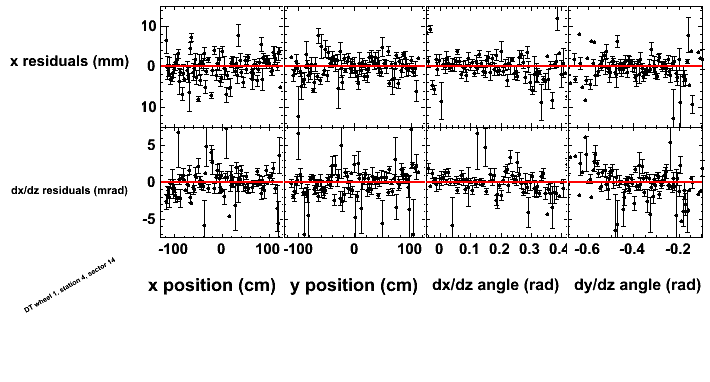 10
x residuals (mm)
0
10
5
dx/dz residuals (mrad)
0
-5
-100 0 100 -100 0 100 0 0.1 0.2 0.3 0.4 -0.6 -0.4 -0.2
x position (cm) y position (cm) dx/dz angle (rad) dy/dz angle (rad)
DT wheel 1, station 4, sector 14